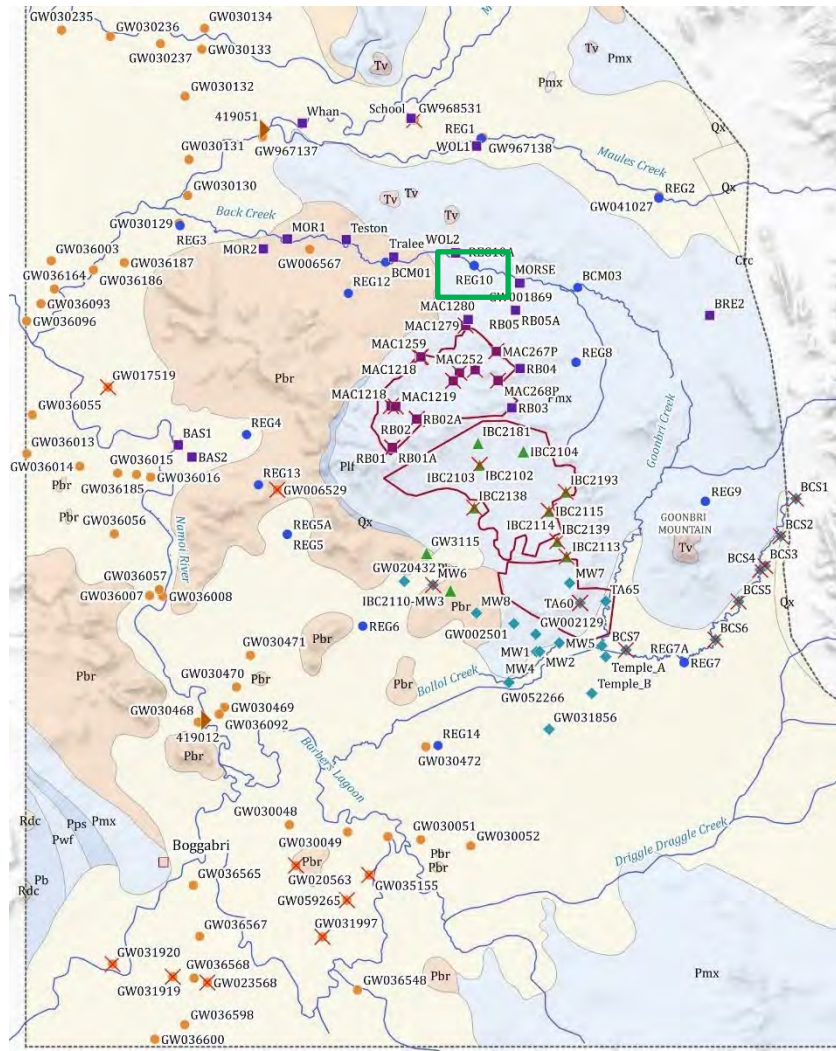 GW030235
GW030236
GW030134
GW030237
GW030133
Tv
Tv
Pmx
GW030132
Pmx
419051
Whan
School
GW968531
Qx
REG1
GW967137
WOL1
GW967138
GW030131
Maules Creek
GW030130
Tv
Tv
REG2
Qx
GW041027
Back Creek
Tv
GW030129
REG3
MOR1
Teston
MOR2
Tralee
WOL2
REG10A
GW036003
GW036187
GW006567
BCM01
MORSE
BCM03
Crc
GW036164
GW036186
REG12
REG10
GW036093
MAC1280
GW001869
BRE2
GW036096
MAC1279
RB05
RB05A
MAC1259
MAC267P
GW017519
Pbr
MAC1218
MAC252
RB04
REG8
MAC1218
MAC1219
MAC268P
Pmx
GW036055
RB02
RB02A
RB03
Goonbri Creek
BAS1
REG4
IBC2181
GW036013
BAS2
Plf
RB01
RB01A
IBC2104
GW036014
GW036015
GW036016
IBC2103
IBC2102
Pbr
GW036185
REG13
GW006529
IBC2193
REG9
BCS1
IBC2138
IBC2115
Pbr
Qx
IBC2114
GW036056
REG5A
IBC2139
GOONBRI
MOUNTAIN
BCS2
REG5
GW3115
IBC2113
Tv
Namoi River
GW020432
MW6
MW7
BCS4
BCS3
GW036057
TA65
GW036007
GW036008
IBC2110-MW3
Pbr
MW8
TA60
BCS5
Qx
REG6
GW002501
GW002129
BCS6
GW030471
MW1
MW5
BCS7
REG7A
Pbr
MW2
Temple_A
REG7
GW030470
Pbr
Bollol Creek
MW4
Temple_B
Pbr
GW052266
GW030468
GW030469
GW036092
GW031856
419012
REG14
Pbr
GW030472
Barbers Lagoon
Rdc
Pps
Pmx
GW030048
GW030051
Pwf
GW030049
GW030052
Driggle Draggle Creek
Boggabri
Pbr
Pbr
Pb
Pbr
Rdc
GW036565
GW020563
GW035155
GW059265
GW036567
GW031997
GW031920
GW036568
Pbr
Pmx
GW031919
GW023568
GW036548
GW036598
GW036600